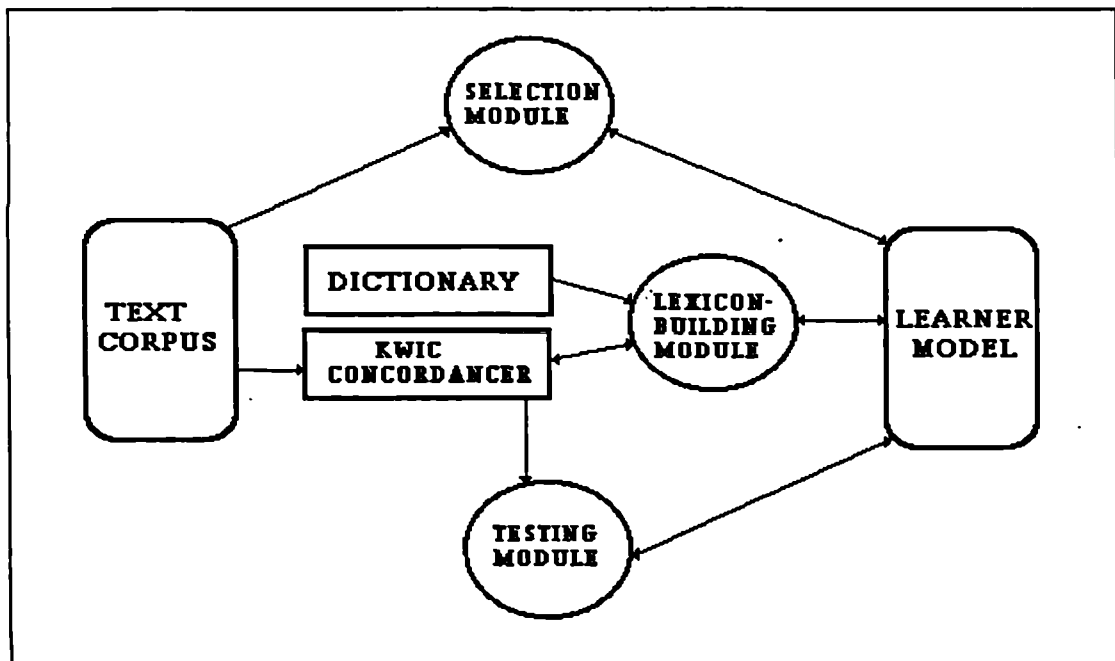 SELECTION
MODULE
TEXT
CORPUS
DICTIONARY
KWIC
CONCORDANCER
LEXICON-
BUILDING
MODULE
LEARNER
MODEL
TESTING
MODULE